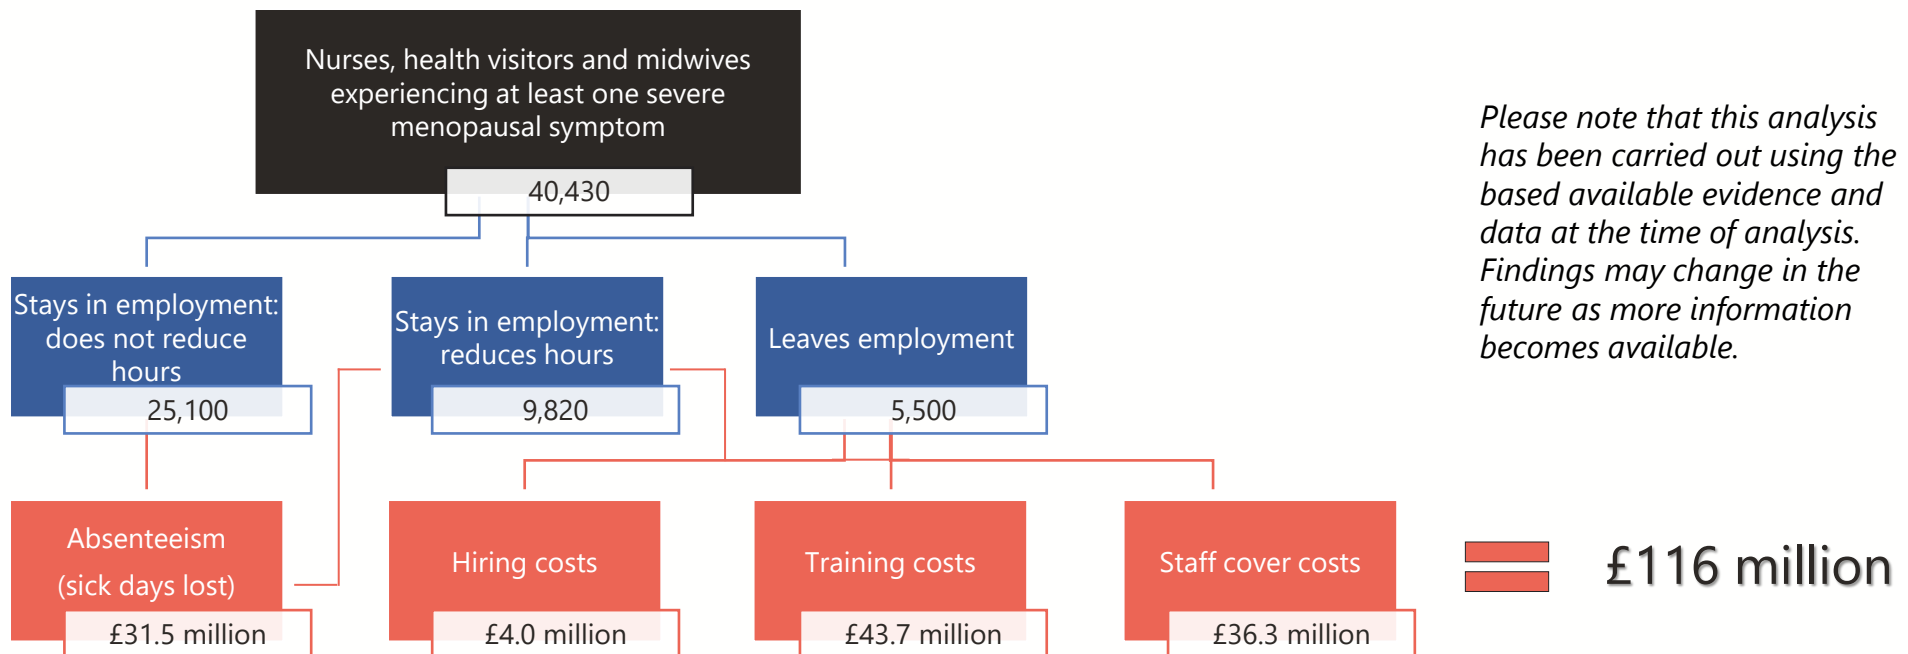 Nurses, health visitors and midwives
experiencing at least one severe
menopausal symptom
40,430
Please note that this analysis
has been carried out using the
based available evidence and
data at the time of analysis.
Findings may change in the
future as more information
becomes available.
Stays in employment:
does not reduce
hours
25,100
Stays in employment:
reduces hours
9,820
Leaves employment
5,500
Absenteeism
(sick days lost)
£31.5 million
Hiring costs
£4.0 million
Training costs
£43.7 million
Staff cover costs
£36.3 million
£116 million